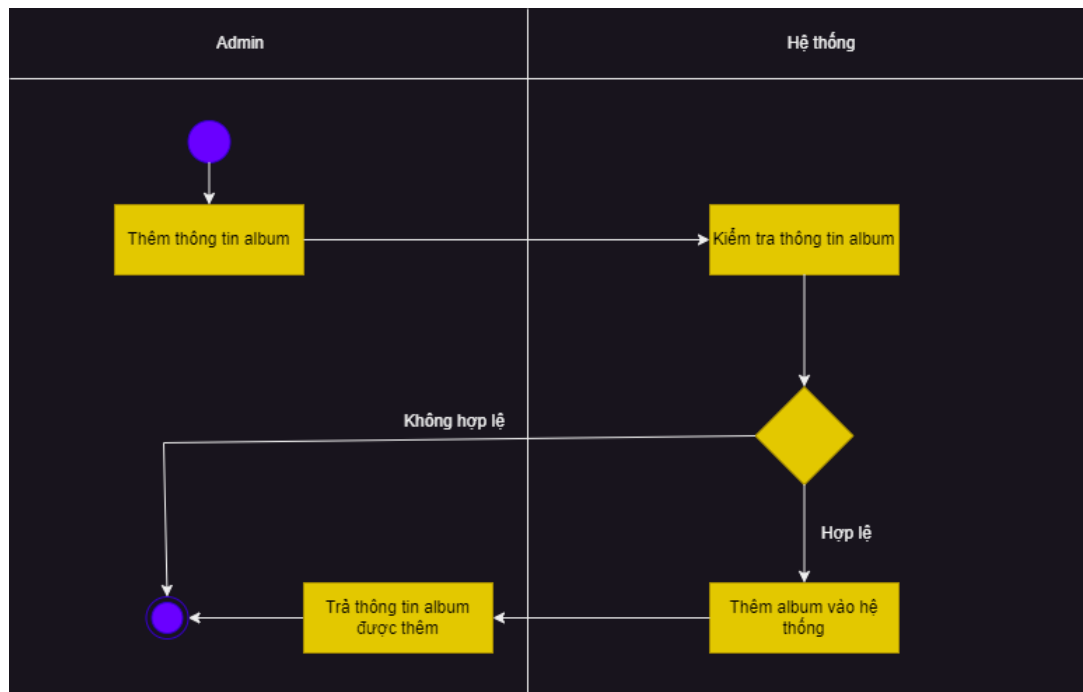 Admin
Hệ thống
Thêm thông tin album
Kiểm tra thông tin album
Không hợp lệ
Hợp lệ
Trả thông tin album
được thêm
Thêm album vào hệ
thống